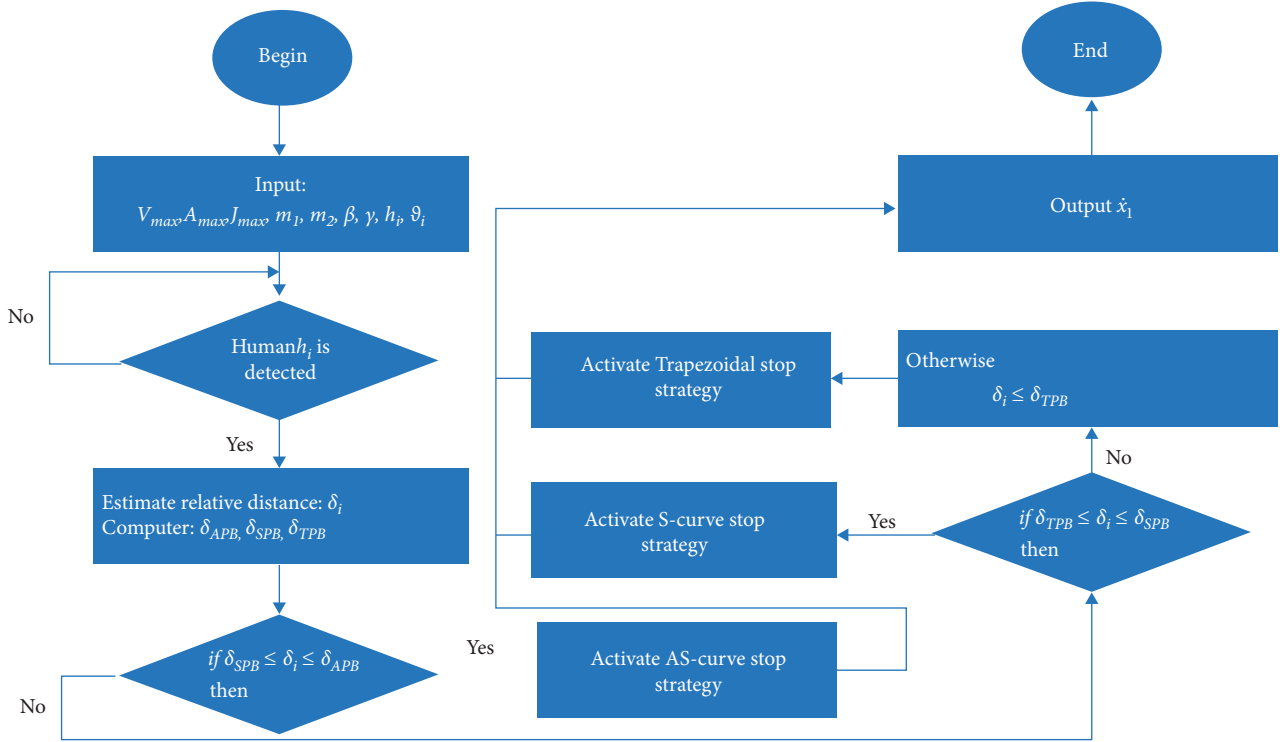 Begin
Input:
V_max, A_max, J_max, m_1, m_2, β, γ, h_i, ϑ_i
No
Humanh_i is
detected
Yes
Estimate relative distance: δ_i
Computer: δ_APB, δ_SPB, δ_TPB
if δ_SPB ≤ δ_i ≤ δ_APB
then
No
Yes
Activate AS-curve stop
strategy
if δ_TPB ≤ δ_i ≤ δ_SPB
then
Yes
Activate S-curve stop
strategy
No
Otherwise
δ_i ≤ δ_TPB
Activate Trapezoidal stop
strategy
Output ẋ_1
End